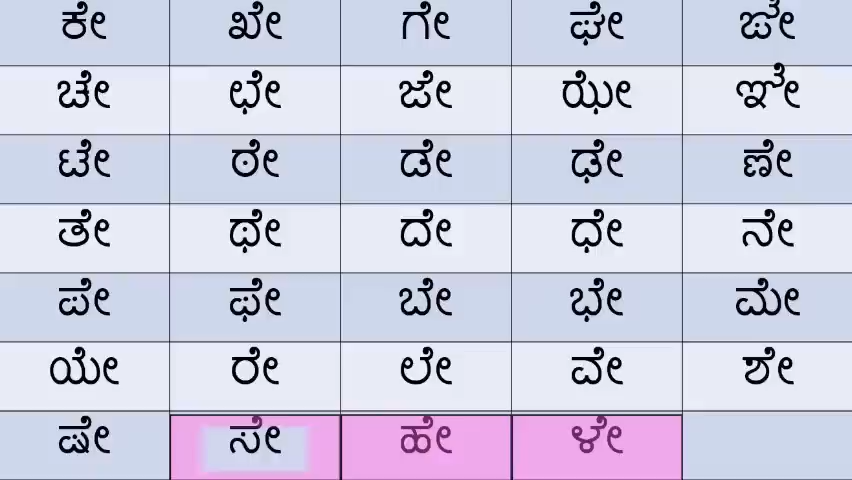 ಕೇ ಖೇ ಗೇ ಘೇ ಙೇ
ಚೇ ಛೇ ಜೇ ಝೇ ಞೇ
ಟೇ ಠೇ ಡೇ ಢೇ ಣೇ
ತೇ ಥೇ ದೇ ಧೇ ನೇ
ಪೇ ಫೇ ಬೇ ಭೇ ಮೇ
ಯೇ ರೇ ಲೇ ವೇ ಶೇ
ಷೇ ಸೇ ಹೇ ಳೇ